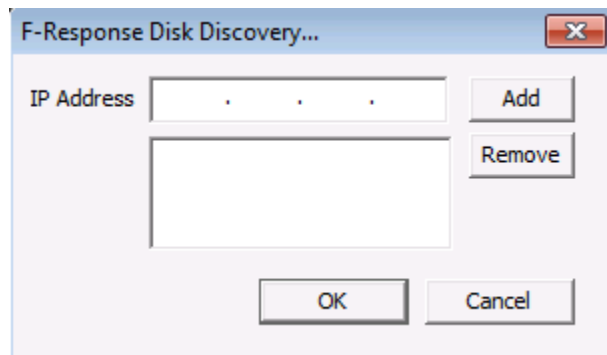 F-Response Disk Discovery...
IP Address . . . Add
Remove
OK Cancel